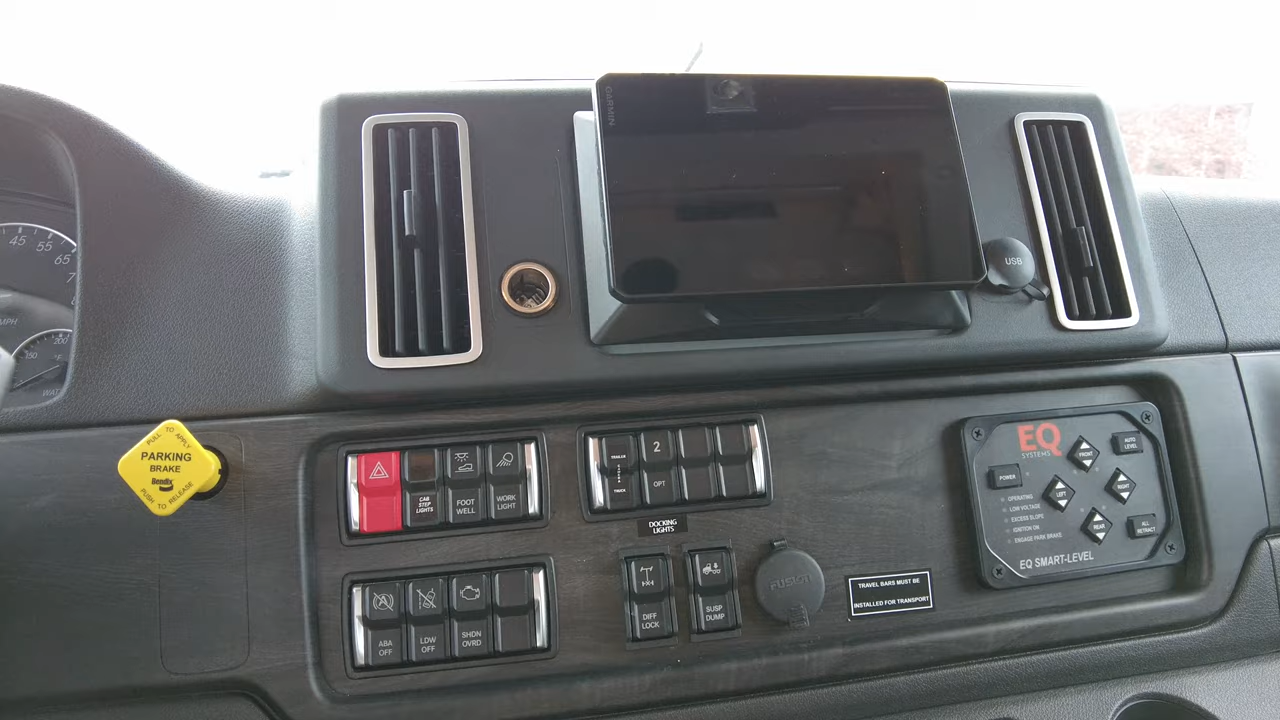 GARMIN
45
55
65
MPH
200
°F
USB
PULL TO APPLY
PARKING
BRAKE
Bendix
PUSH TO RELEASE
CAB
STEP
LIGHTS
FOOT
WELL
WORK
LIGHT
TRAILER
TRUCK
2
OPT
DOCKING
LIGHTS
ABA
OFF
LDW
OFF
SHDN
OVRD
DIFF
LOCK
SUSP
DUMP
FUSION
TRAVEL BARS MUST BE
INSTALLED FOR TRANSPORT
EQ
SYSTEMS
POWER
FRONT
AUTO
LEVEL
LEFT
RIGHT
REAR
ALL
RETRACT
OPERATING
LOW VOLTAGE
EXCESS SLOPE
IGNITION ON
ENGAGE PARK BRAKE
EQ SMART-LEVEL